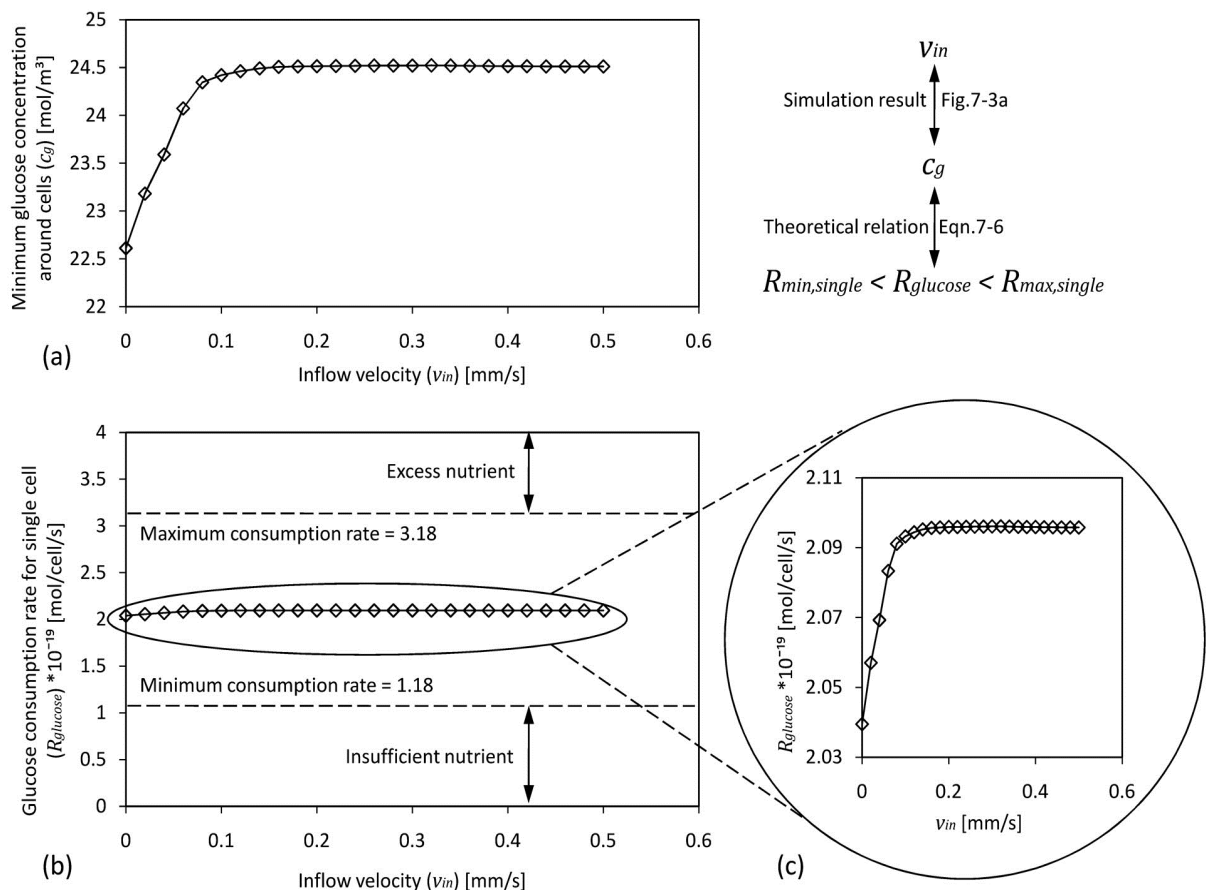 Minimum glucose concentration
around cells (cg) [mol/m³]
25
24.5
24
23.5
23
22.5
22
0
0.1
0.2
0.3
0.4
0.5
0.6
Inflow velocity (vin) [mm/s]
(a)
vin
Simulation result
Fig.7-3a
cg
Theoretical relation
Eqn.7-6
Rmin,single < Rglucose < Rmax,single
Glucose consumption rate for single cell
(Rglucose) *10⁻¹⁹ [mol/cell/s]
4
3.5
3
2.5
2
1.5
1
0.5
0
Excess nutrient
Maximum consumption rate = 3.18
Minimum consumption rate = 1.18
Insufficient nutrient
0
0.1
0.2
0.3
0.4
0.5
0.6
Inflow velocity (vin) [mm/s]
(b)
Rglucose *10⁻¹⁹ [mol/cell/s]
2.11
2.09
2.07
2.05
2.03
0
0.2
0.4
0.6
vin [mm/s]
(c)